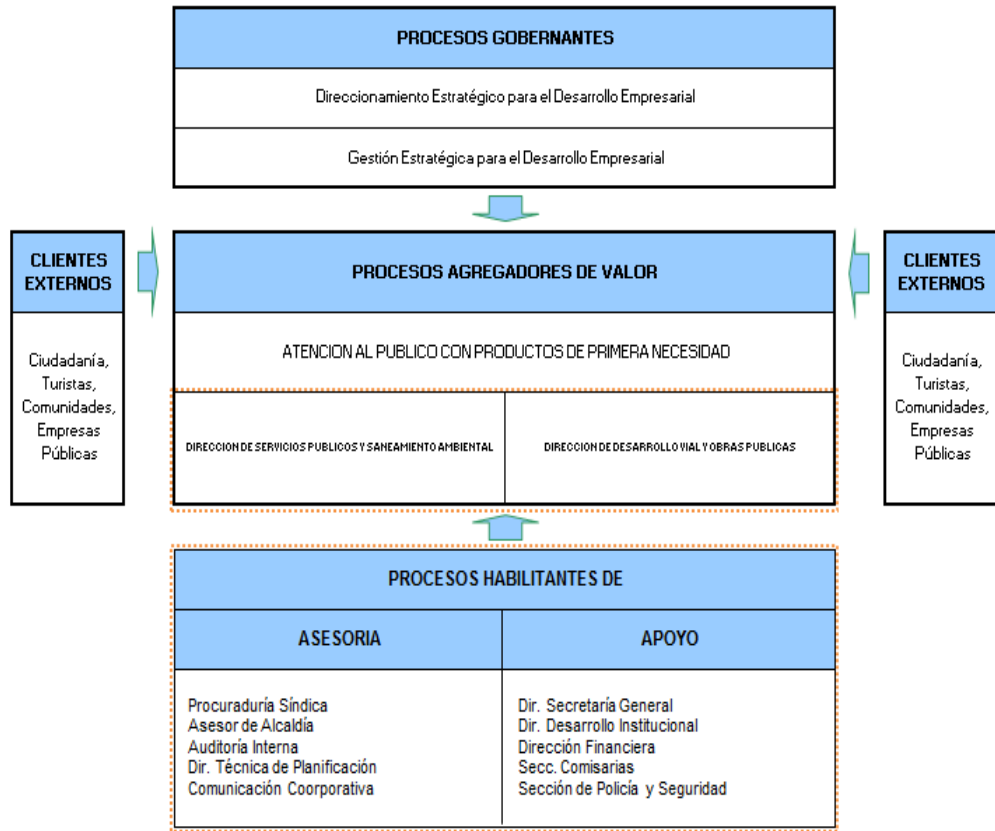 PROCESOS GOBERNANTES
Direccionamiento Estratégico para el Desarrollo Empresarial
Gestión Estratégica para el Desarrollo Empresarial
CLIENTES
EXTERNOS
Ciudadanía,
Turistas,
Comunidades,
Empresas
Públicas
PROCESOS AGREGADORES DE VALOR
ATENCION AL PUBLICO CON PRODUCTOS DE PRIMERA NECESIDAD
DIRECCION DE SERVICIOS PUBLICOS Y SANEAMIENTO AMBIENTAL
DIRECCION DE DESARROLLO VIAL Y OBRAS PUBLICAS
CLIENTES
EXTERNOS
Ciudadanía,
Turistas,
Comunidades,
Empresas
Públicas
PROCESOS HABILITANTES DE
ASESORIA
Procuraduría Síndica
Asesor de Alcaldía
Auditoría Interna
Dir. Técnica de Planificación
Comunicación Coorporativa
APOYO
Dir. Secretaría General
Dir. Desarrollo Institucional
Dirección Financiera
Secc. Comisarias
Sección de Policía y Seguridad